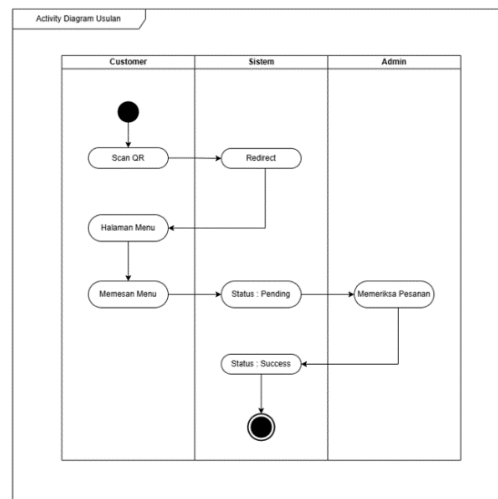 Activity Diagram Usulan
Customer
Sistem
Admin
Scan QR
Redirect
Halaman Menu
Memesan Menu
Status : Pending
Memeriksa Pesanan
Status : Success